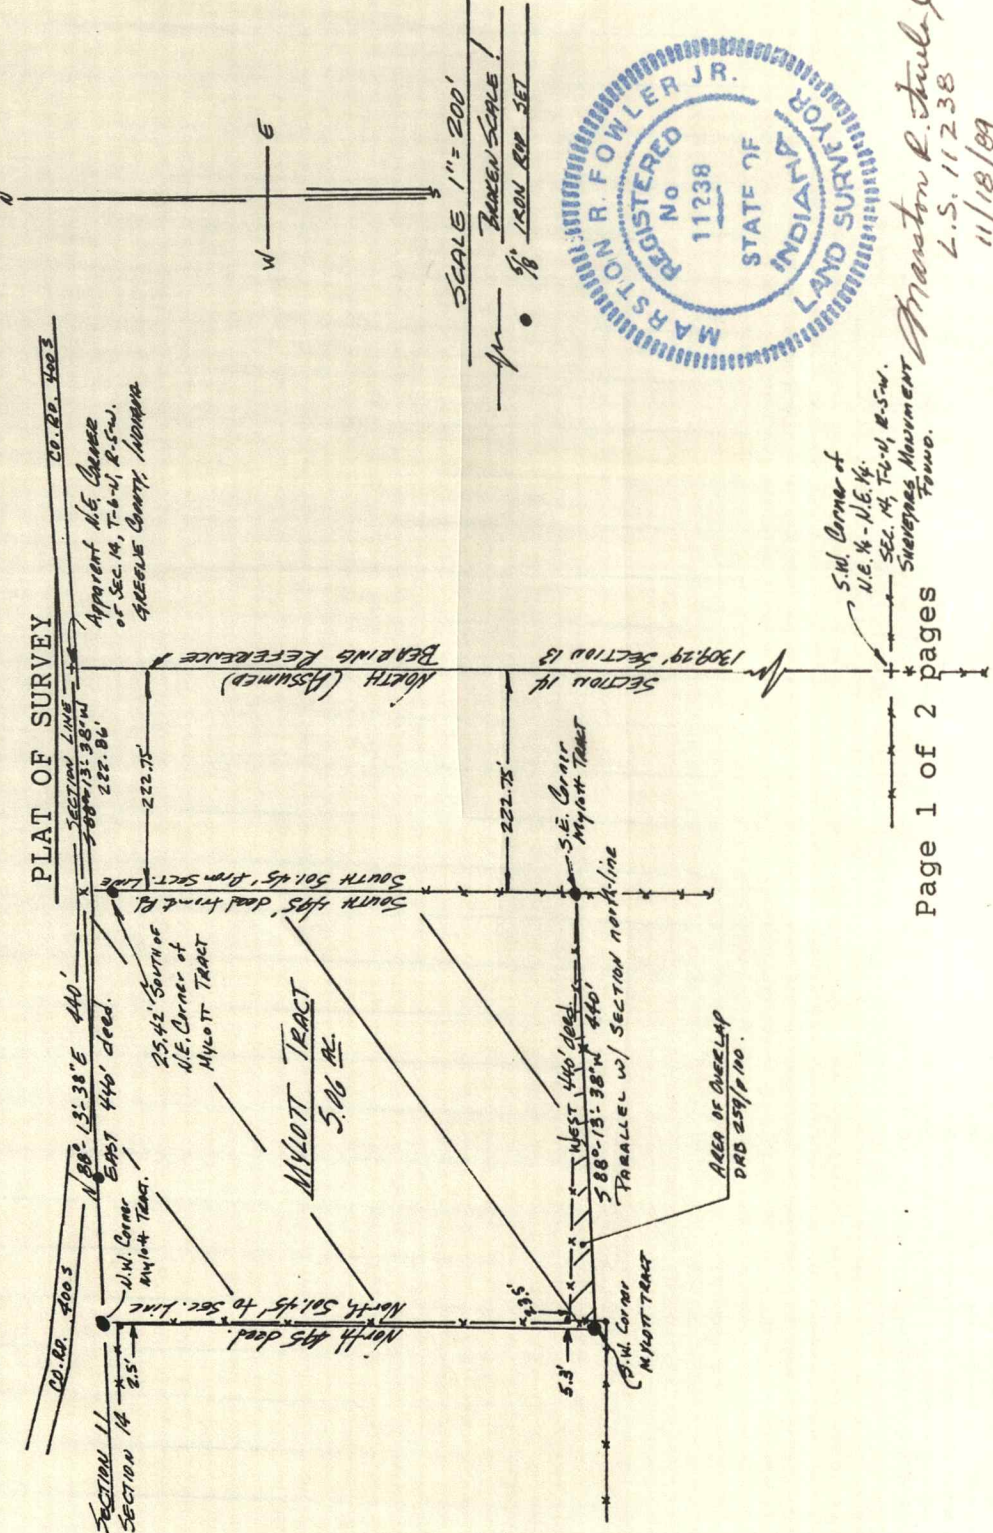 PLAT OF SURVEY
N
W
E
S
SCALE 1" = 200'
BROKEN SCALE!
5/8" IRON ROD SET
MARSTON R. FOWLER JR.
REGISTERED
No
11238
STATE OF
INDIANA
LAND SURVEYOR
Marston R.
L.S. 11238
11/18/89
CO. RD. 400 S
CO. RD. 400 S
Apparent N.E. CORNER
OF SEC. 14, T-6-N, R-5-W.
GREENE COUNTY, INDIANA
SECTION LINE
S 88°-13'-38" W
222.86'
SECTION 11
SECTION 14
2.5'
N.W. Corner
Mylott Tract.
N 88°-13'-38" E 440'
EAST 440' deed.
25.42' SOUTH OF
N.E. Corner of
MYLOTT TRACT
222.75'
NORTH (ASSUMED)
BEARING REFERENCE
SOUTH 501.45' From SECT. LINE
SOUTH 495' deed from Rd.
MYLOTT TRACT
5.06 AC.
North 495 deed.
North 501.45' to Sec. Line
222.75'
SECTION 14
1309.29' SECTION 13
S.E. Corner
Mylott TRACT
WEST 440' deed.
S 88°-13'-38" W 440'
PARALLEL W/ SECTION north-line
5.3'
S.W. Corner
MYLOTT TRACT
AREA OF OVERLAP
DRB 259/P 110.
S.W. Corner of
N.E. 1/4 - N.E. 1/4.
SEC. 14, T-6-N, R-5-W.
SURVEYORS MONUMENT
FOUND.
Page 1 of 2 pages